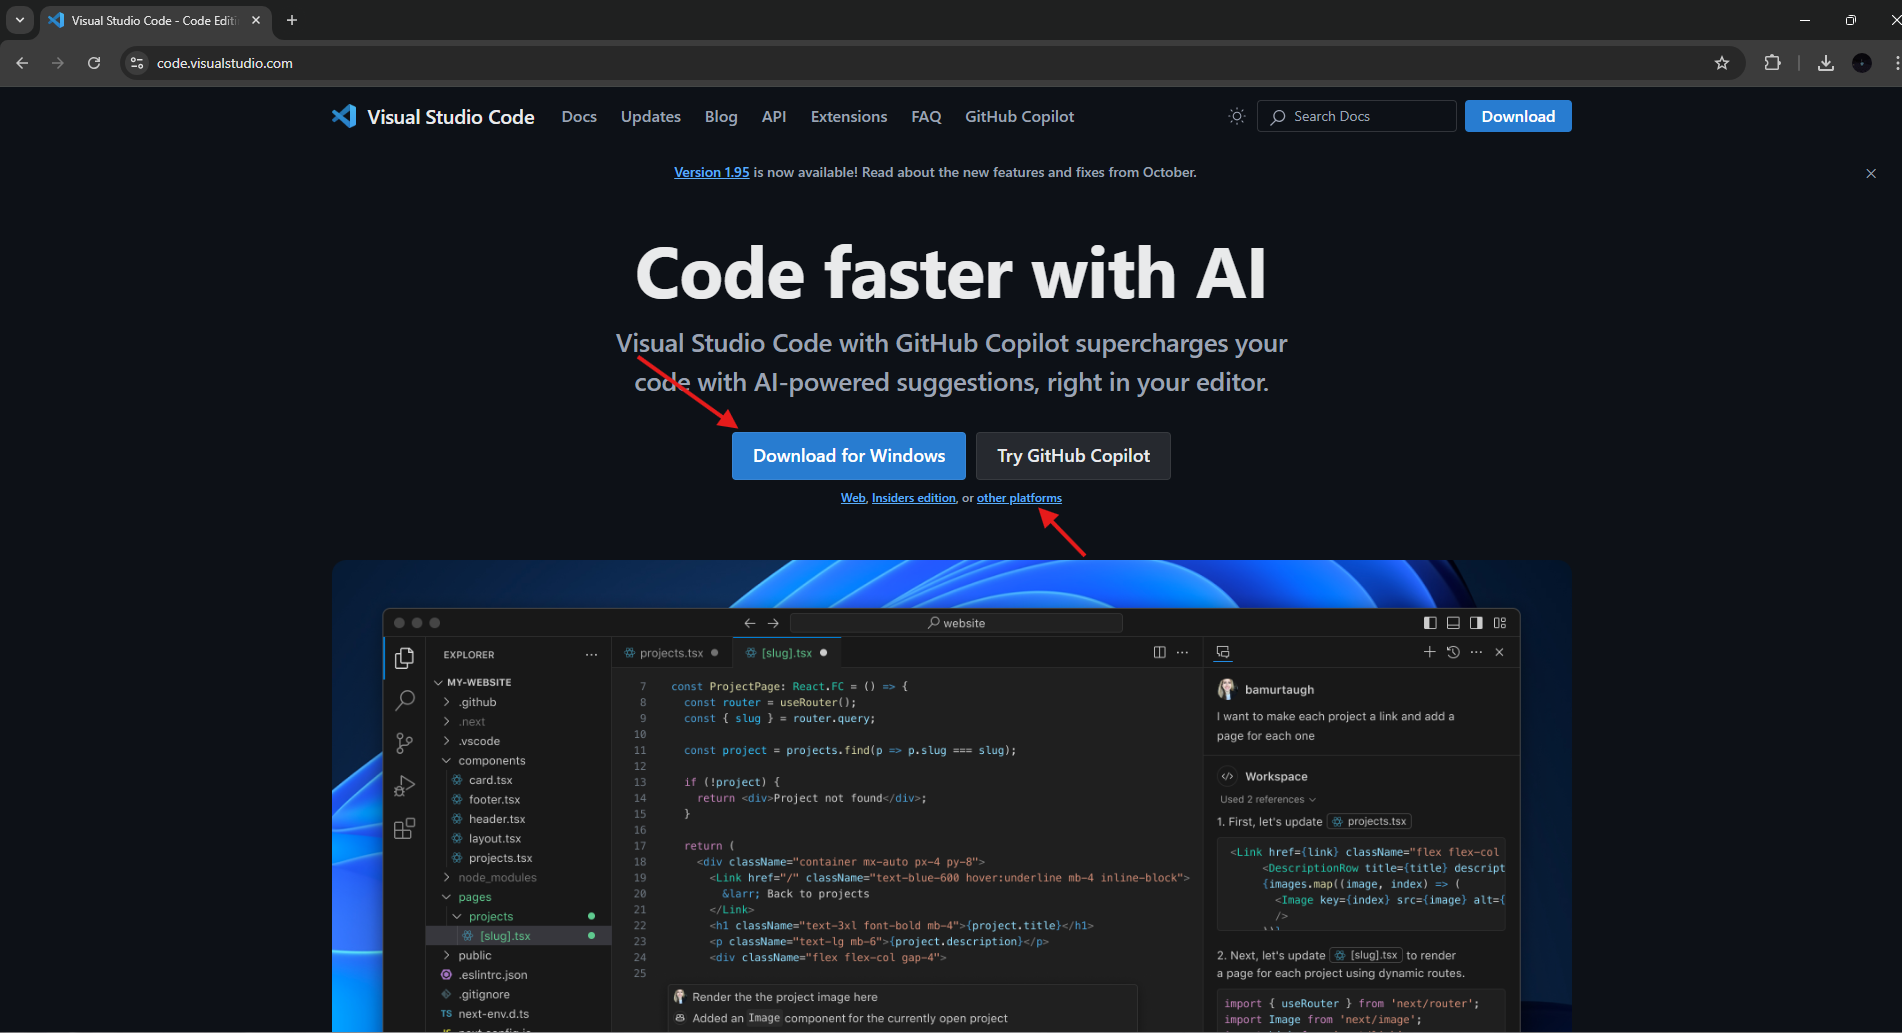 Visual Studio Code - Code Editi
code.visualstudio.com
Visual Studio Code Docs Updates Blog API Extensions FAQ GitHub Copilot Search Docs Download
Version 1.95 is now available! Read about the new features and fixes from October.
Code faster with AI
Visual Studio Code with GitHub Copilot supercharges your
code with AI-powered suggestions, right in your editor.
Download for Windows Try GitHub Copilot
Web, Insiders edition, or other platforms
website
EXPLORER
MY-WEBSITE
.github
.next
.vscode
components
card.tsx
footer.tsx
header.tsx
layout.tsx
projects.tsx
node_modules
pages
projects
[slug].tsx
public
.eslintrc.json
.gitignore
TS next-env.d.ts
projects.tsx [slug].tsx
7 const ProjectPage: React.FC = () => {
8 const router = useRouter();
9 const { slug } = router.query;
10
11 const project = projects.find(p => p.slug === slug);
12
13 if (!project) {
14 return <div>Project not found</div>;
15 }
16
17 return (
18 <div className="container mx-auto px-4 py-8">
19 <Link href="/" className="text-blue-600 hover:underline mb-4 inline-block">
20 &larr; Back to projects
21 </Link>
22 <h1 className="text-3xl font-bold mb-4">{project.title}</h1>
23 <p className="text-lg mb-6">{project.description}</p>
24 <div className="flex flex-col gap-4">
25
Render the the project image here
Added an Image component for the currently open project
bamurtaugh
I want to make each project a link and add a
page for each one
Workspace
Used 2 references
1. First, let's update projects.tsx
<Link href={link} className="flex flex-col
<DescriptionRow title={title} descript
{images.map((image, index) => (
<Image key={index} src={image} alt={
/>
2. Next, let's update [slug].tsx to render
a page for each project using dynamic routes.
import { useRouter } from 'next/router';
import Image from 'next/image';